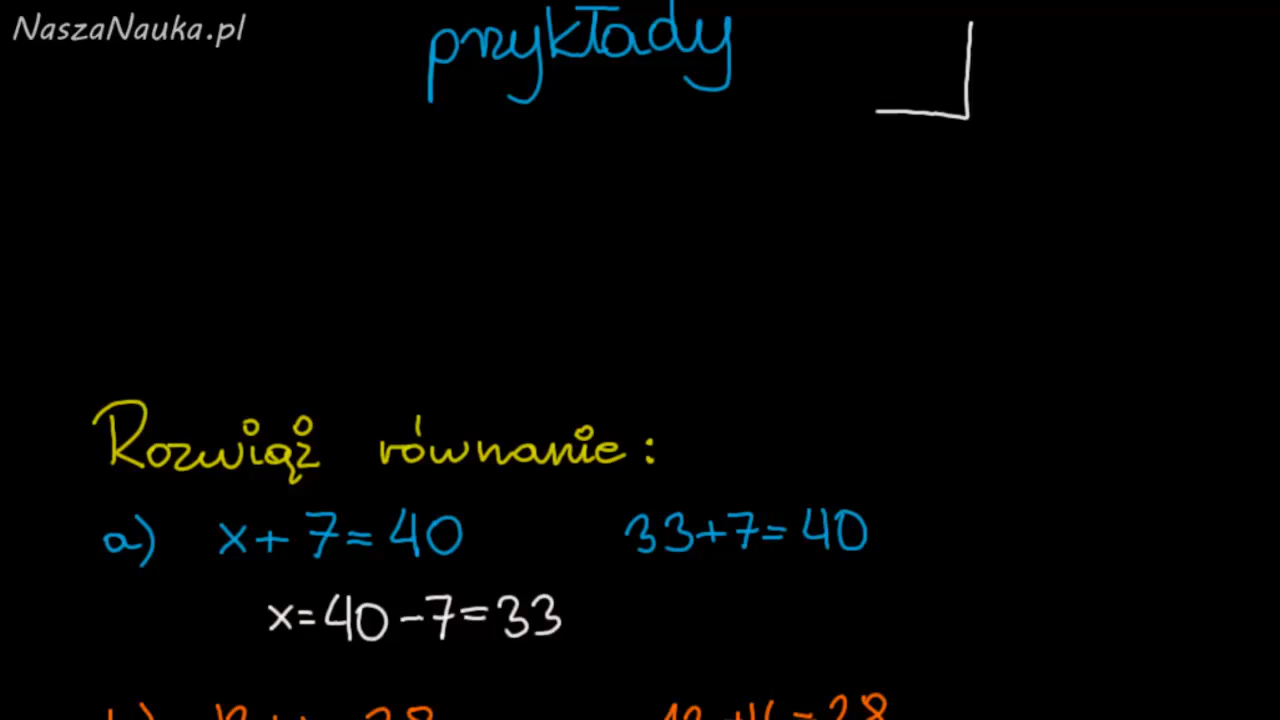 NaszaNauka.pl
przykłady
Rozwiąż równanie:
a) x + 7 = 40 33 + 7 = 40
x = 40 - 7 = 33